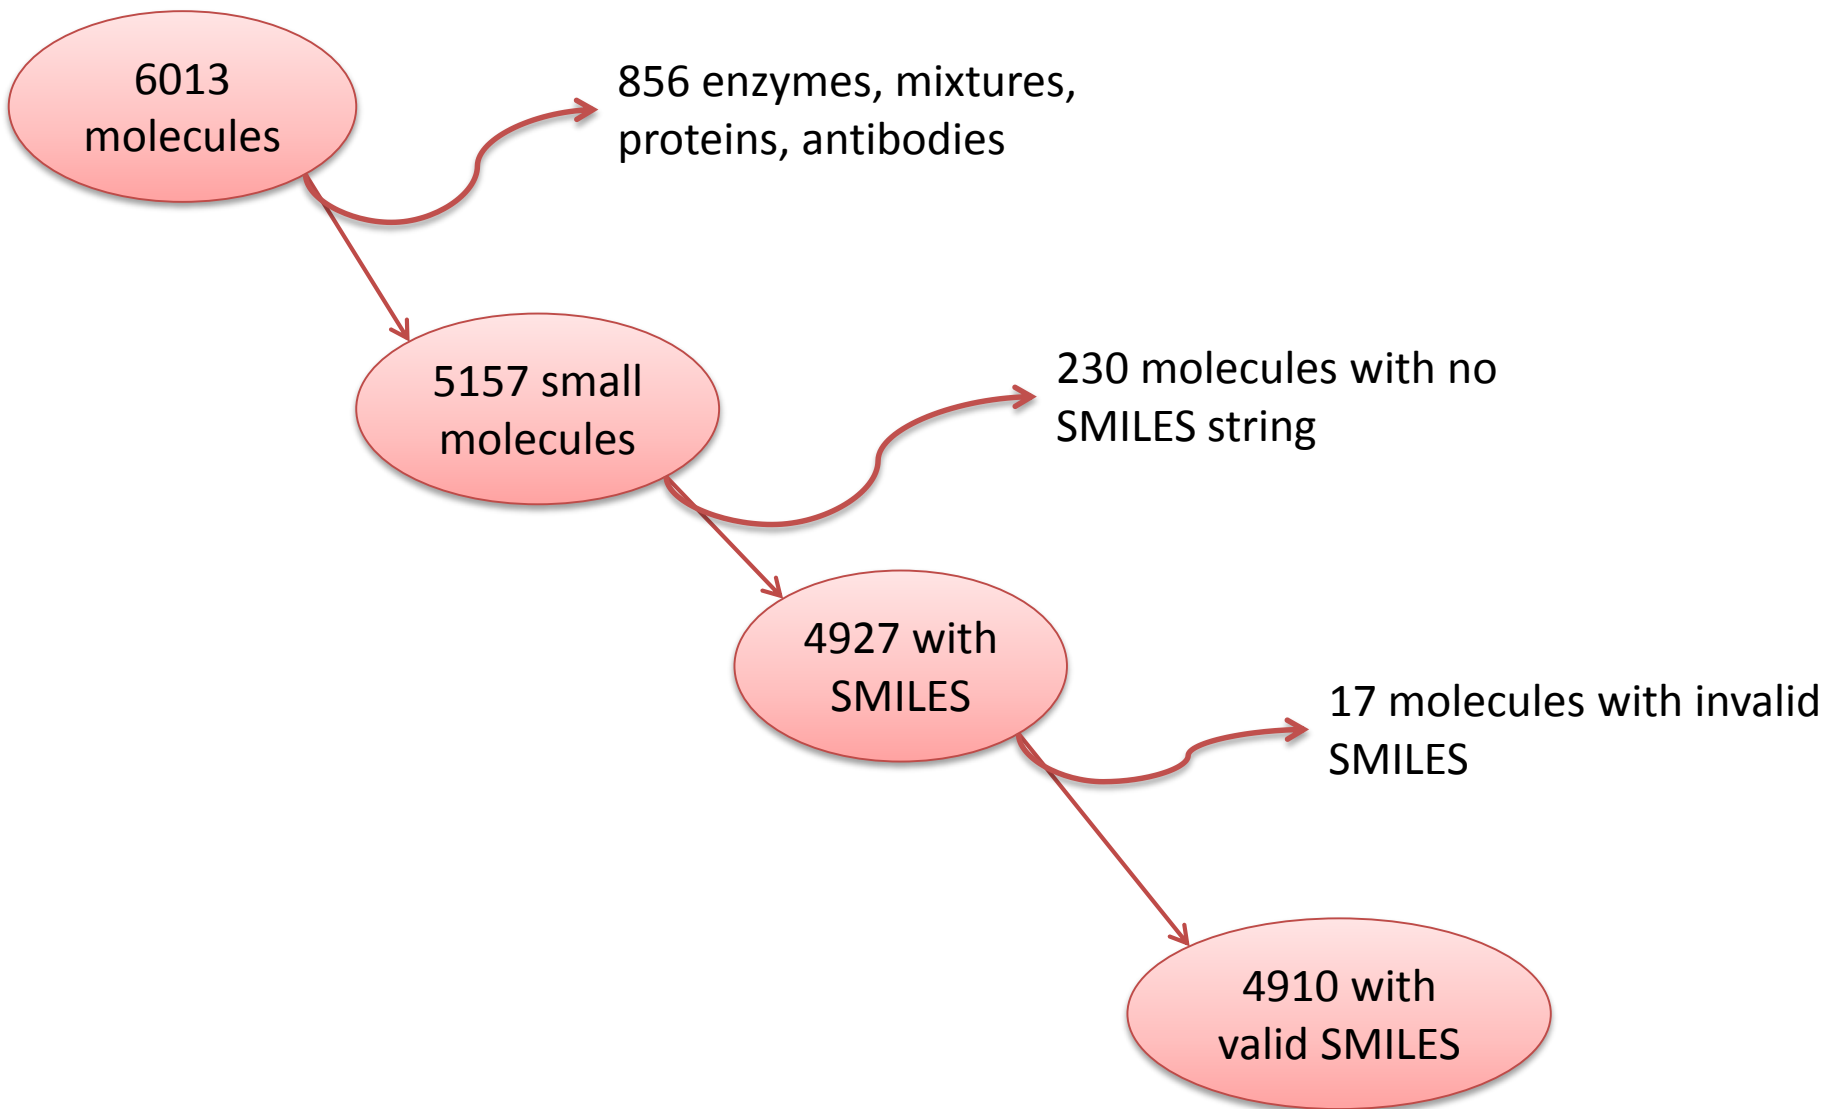 6013
molecules
856 enzymes, mixtures,
proteins, antibodies
5157 small
molecules
230 molecules with no
SMILES string
4927 with
SMILES
17 molecules with invalid
SMILES
4910 with
valid SMILES